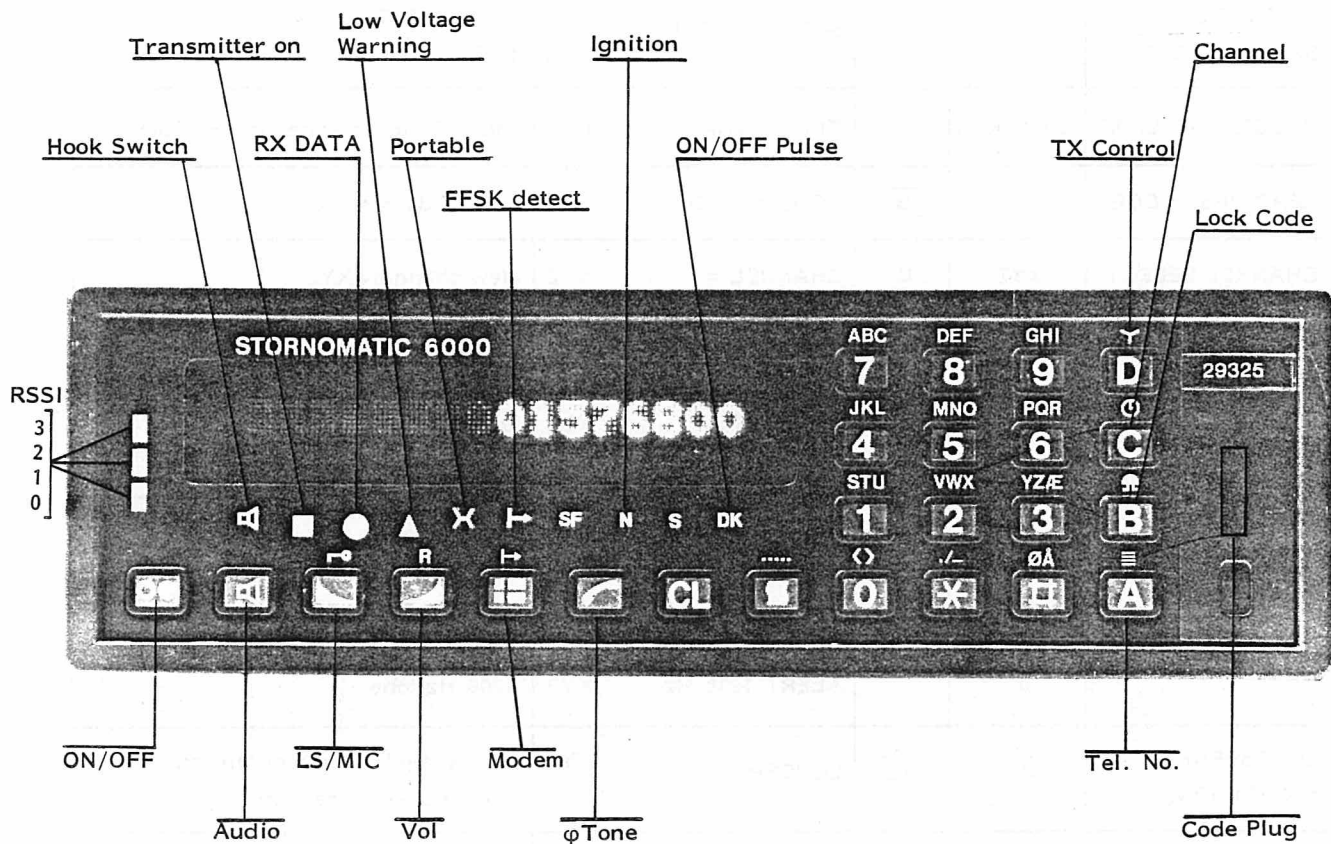 Low Voltage
Warning
Transmitter on
Ignition
Channel
Hook Switch
RX DATA
Portable
ON/OFF Pulse
TX Control
FFSK detect
Lock Code
STORNOMATIC 6000
ABC DEF GHI
7 8 9 D
29325
RSSI
3
2
1
0
01576800
JKL MNO PQR
4 5 6 C
STU VWX YZÆ
1 2 3 B
SF N S DK
R <> ./- ØÅ
CL 0 * # A
ON/OFF
LS/MIC
Modem
Tel. No.
Audio
Vol
φTone
Code Plug